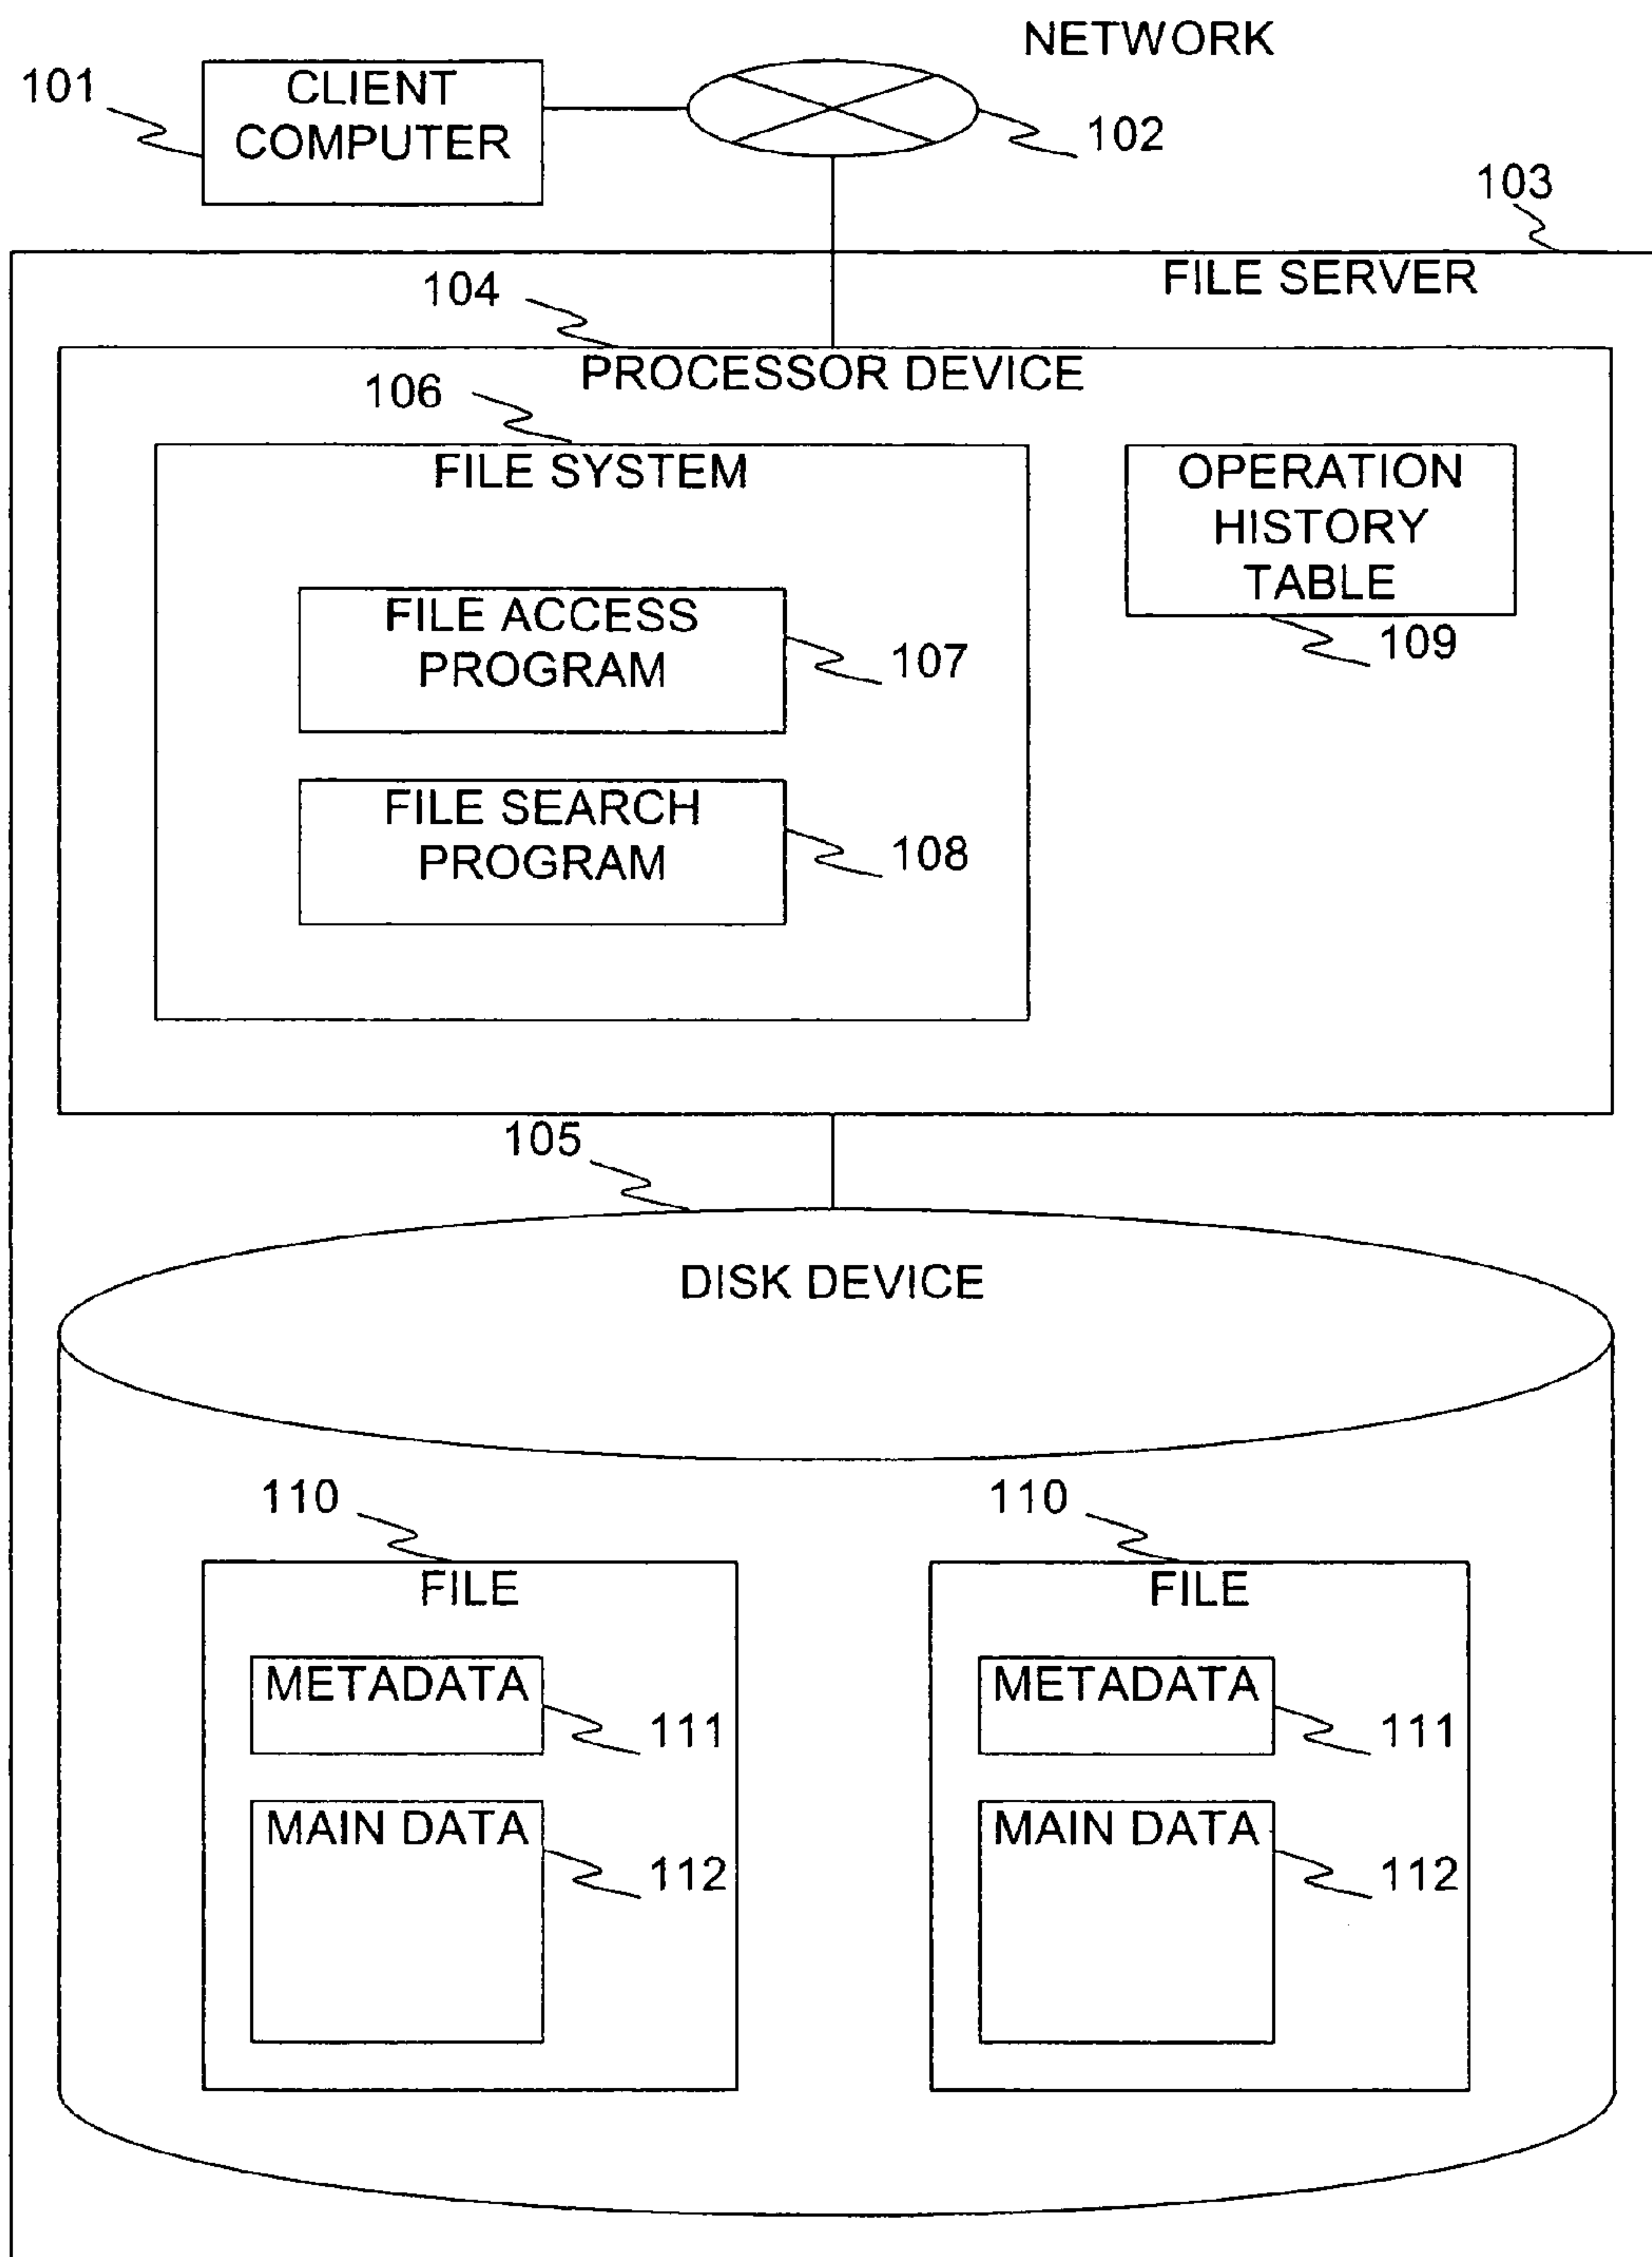 NETWORK
101
CLIENT
COMPUTER
102
103
FILE SERVER
104
PROCESSOR DEVICE
106
FILE SYSTEM
OPERATION
HISTORY
TABLE
109
FILE ACCESS
PROGRAM
107
FILE SEARCH
PROGRAM
108
105
DISK DEVICE
110
FILE
METADATA
111
MAIN DATA
112
110
FILE
METADATA
111
MAIN DATA
112